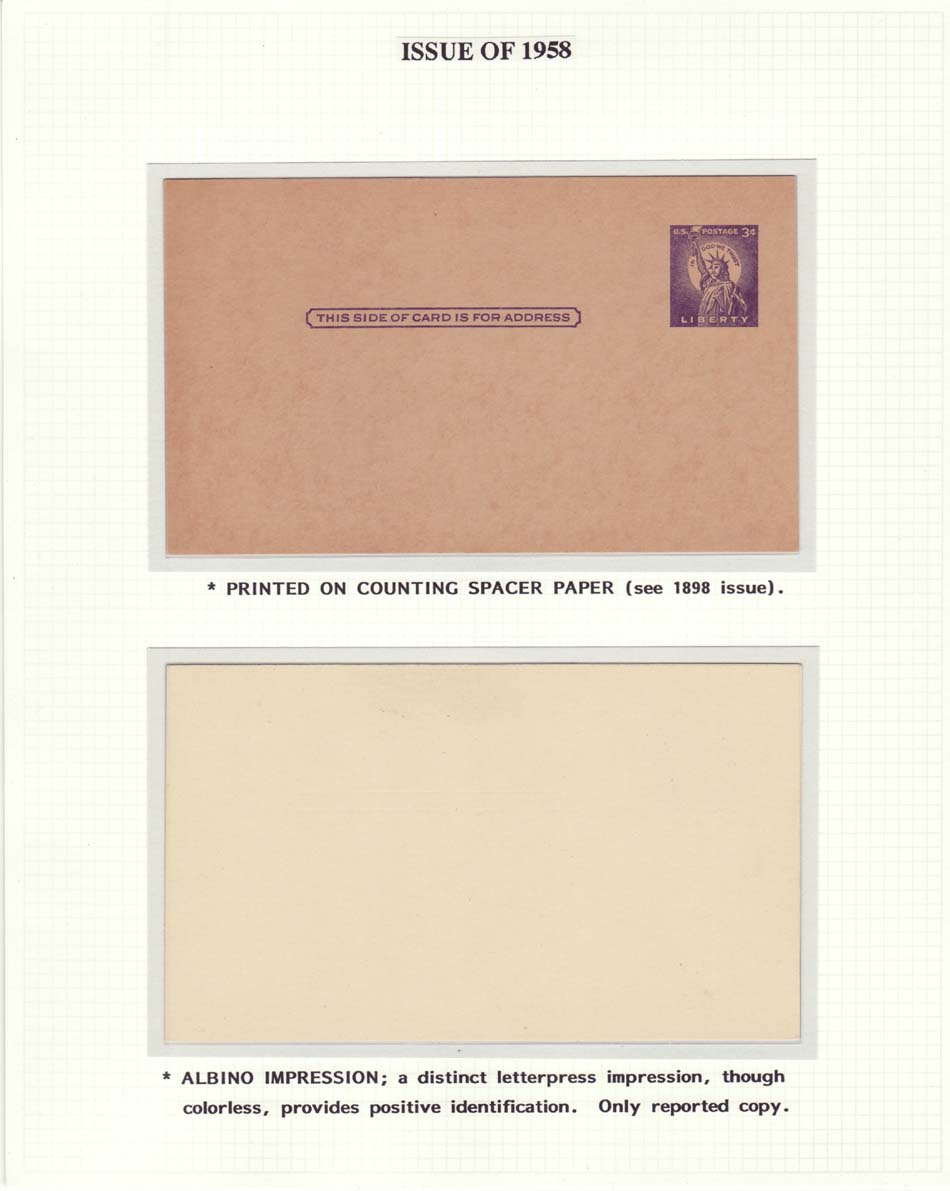 ISSUE OF 1958
U.S. POSTAGE 3¢
IN GOD WE TRUST
LIBERTY
THIS SIDE OF CARD IS FOR ADDRESS
* PRINTED ON COUNTING SPACER PAPER (see 1898 issue).
* ALBINO IMPRESSION; a distinct letterpress impression, though
colorless, provides positive identification. Only reported copy.